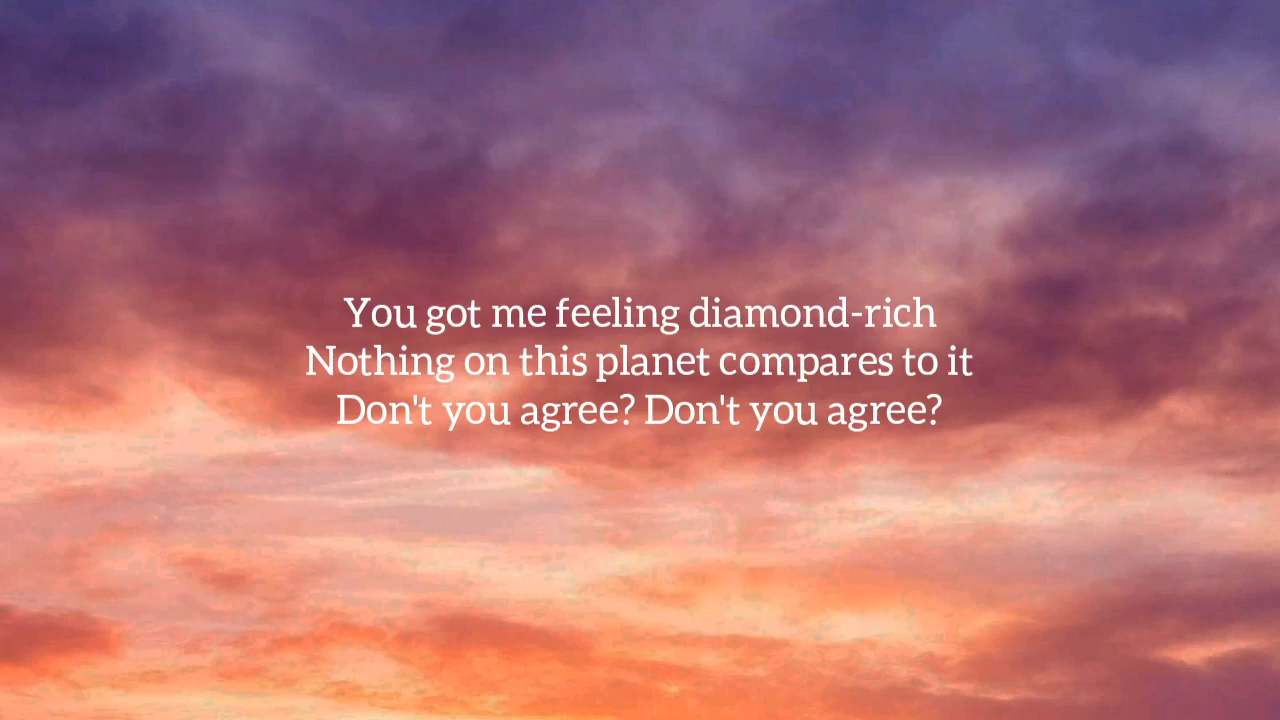 You got me feeling diamond-rich
Nothing on this planet compares to it
Don't you agree? Don't you agree?